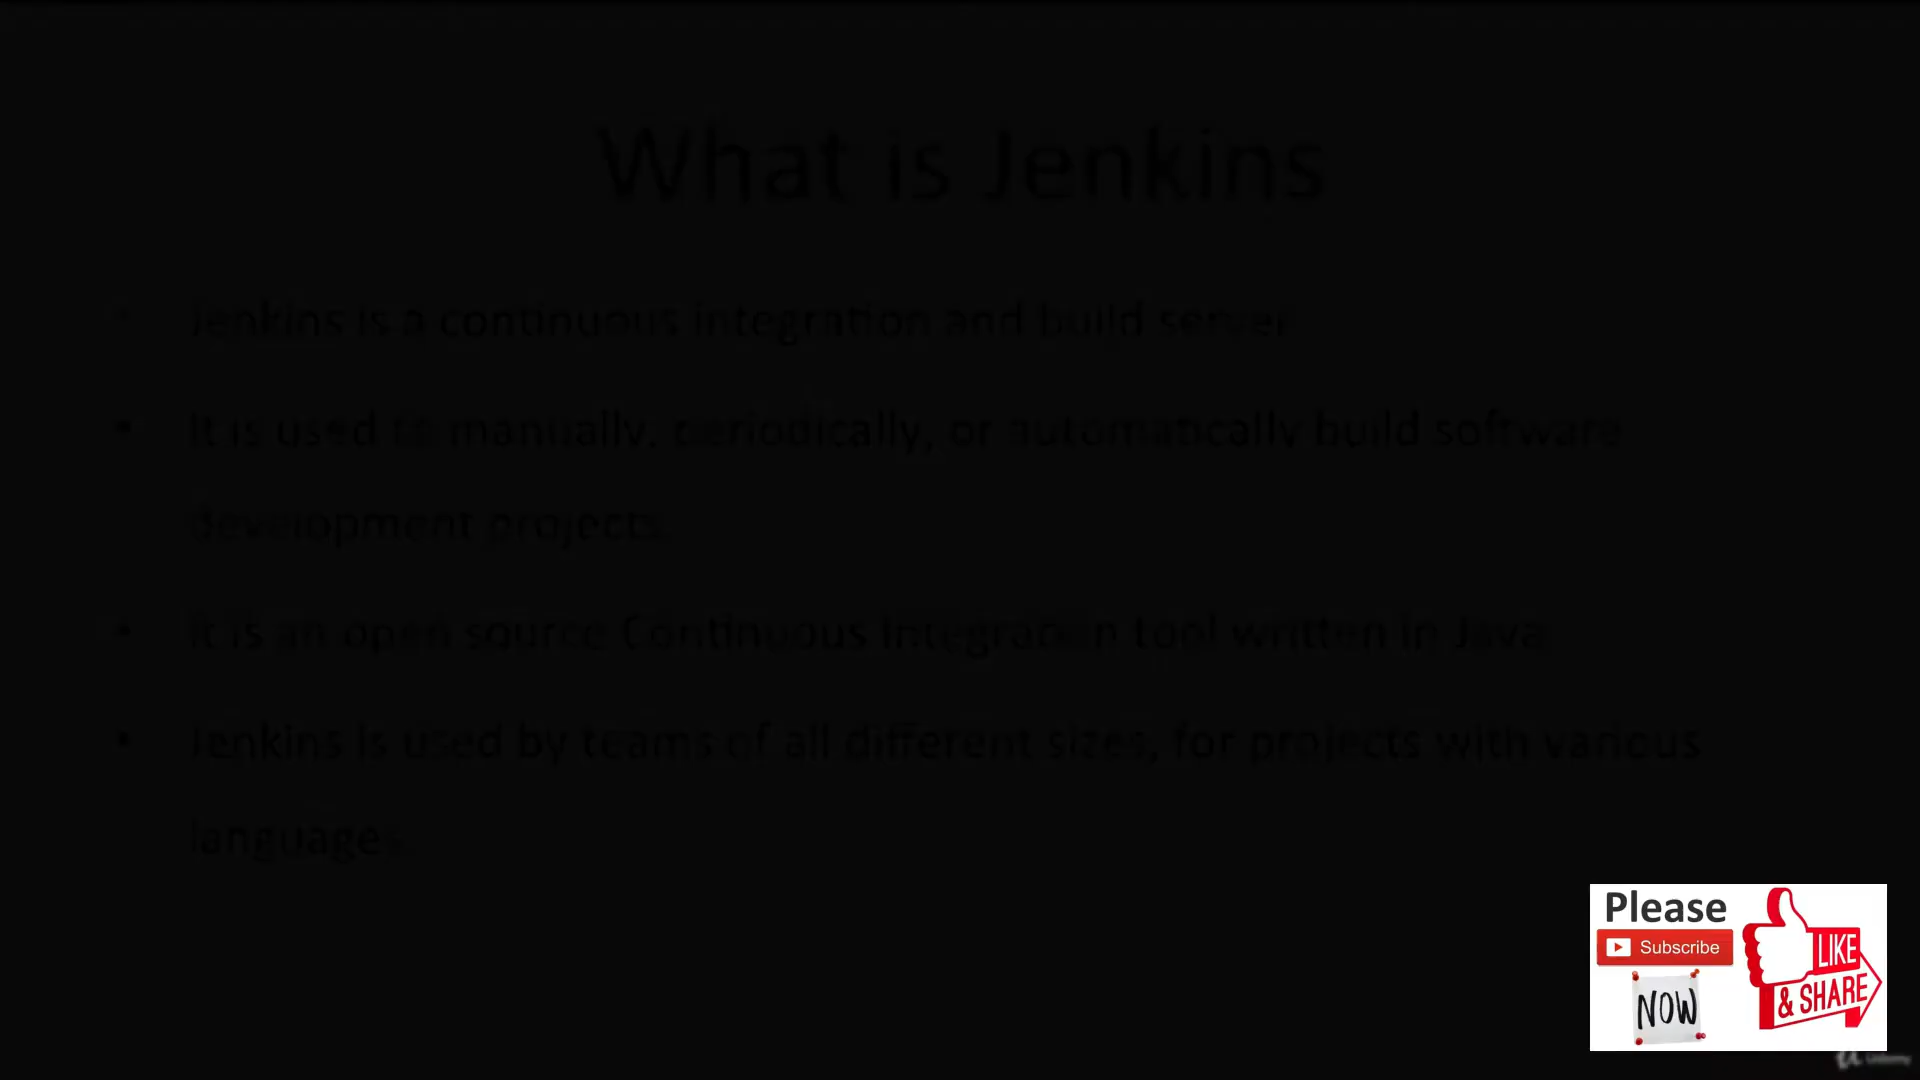 What is Jenkins
• Jenkins is a continuous integration and build server
• It is used to manually, periodically, or automatically build software
development projects.
• It is an open source Continuous Integration tool written in Java
• Jenkins is used by teams of all different sizes, for projects with various
languages.
Please
Subscribe
NOW
LIKE
& SHARE
Udemy